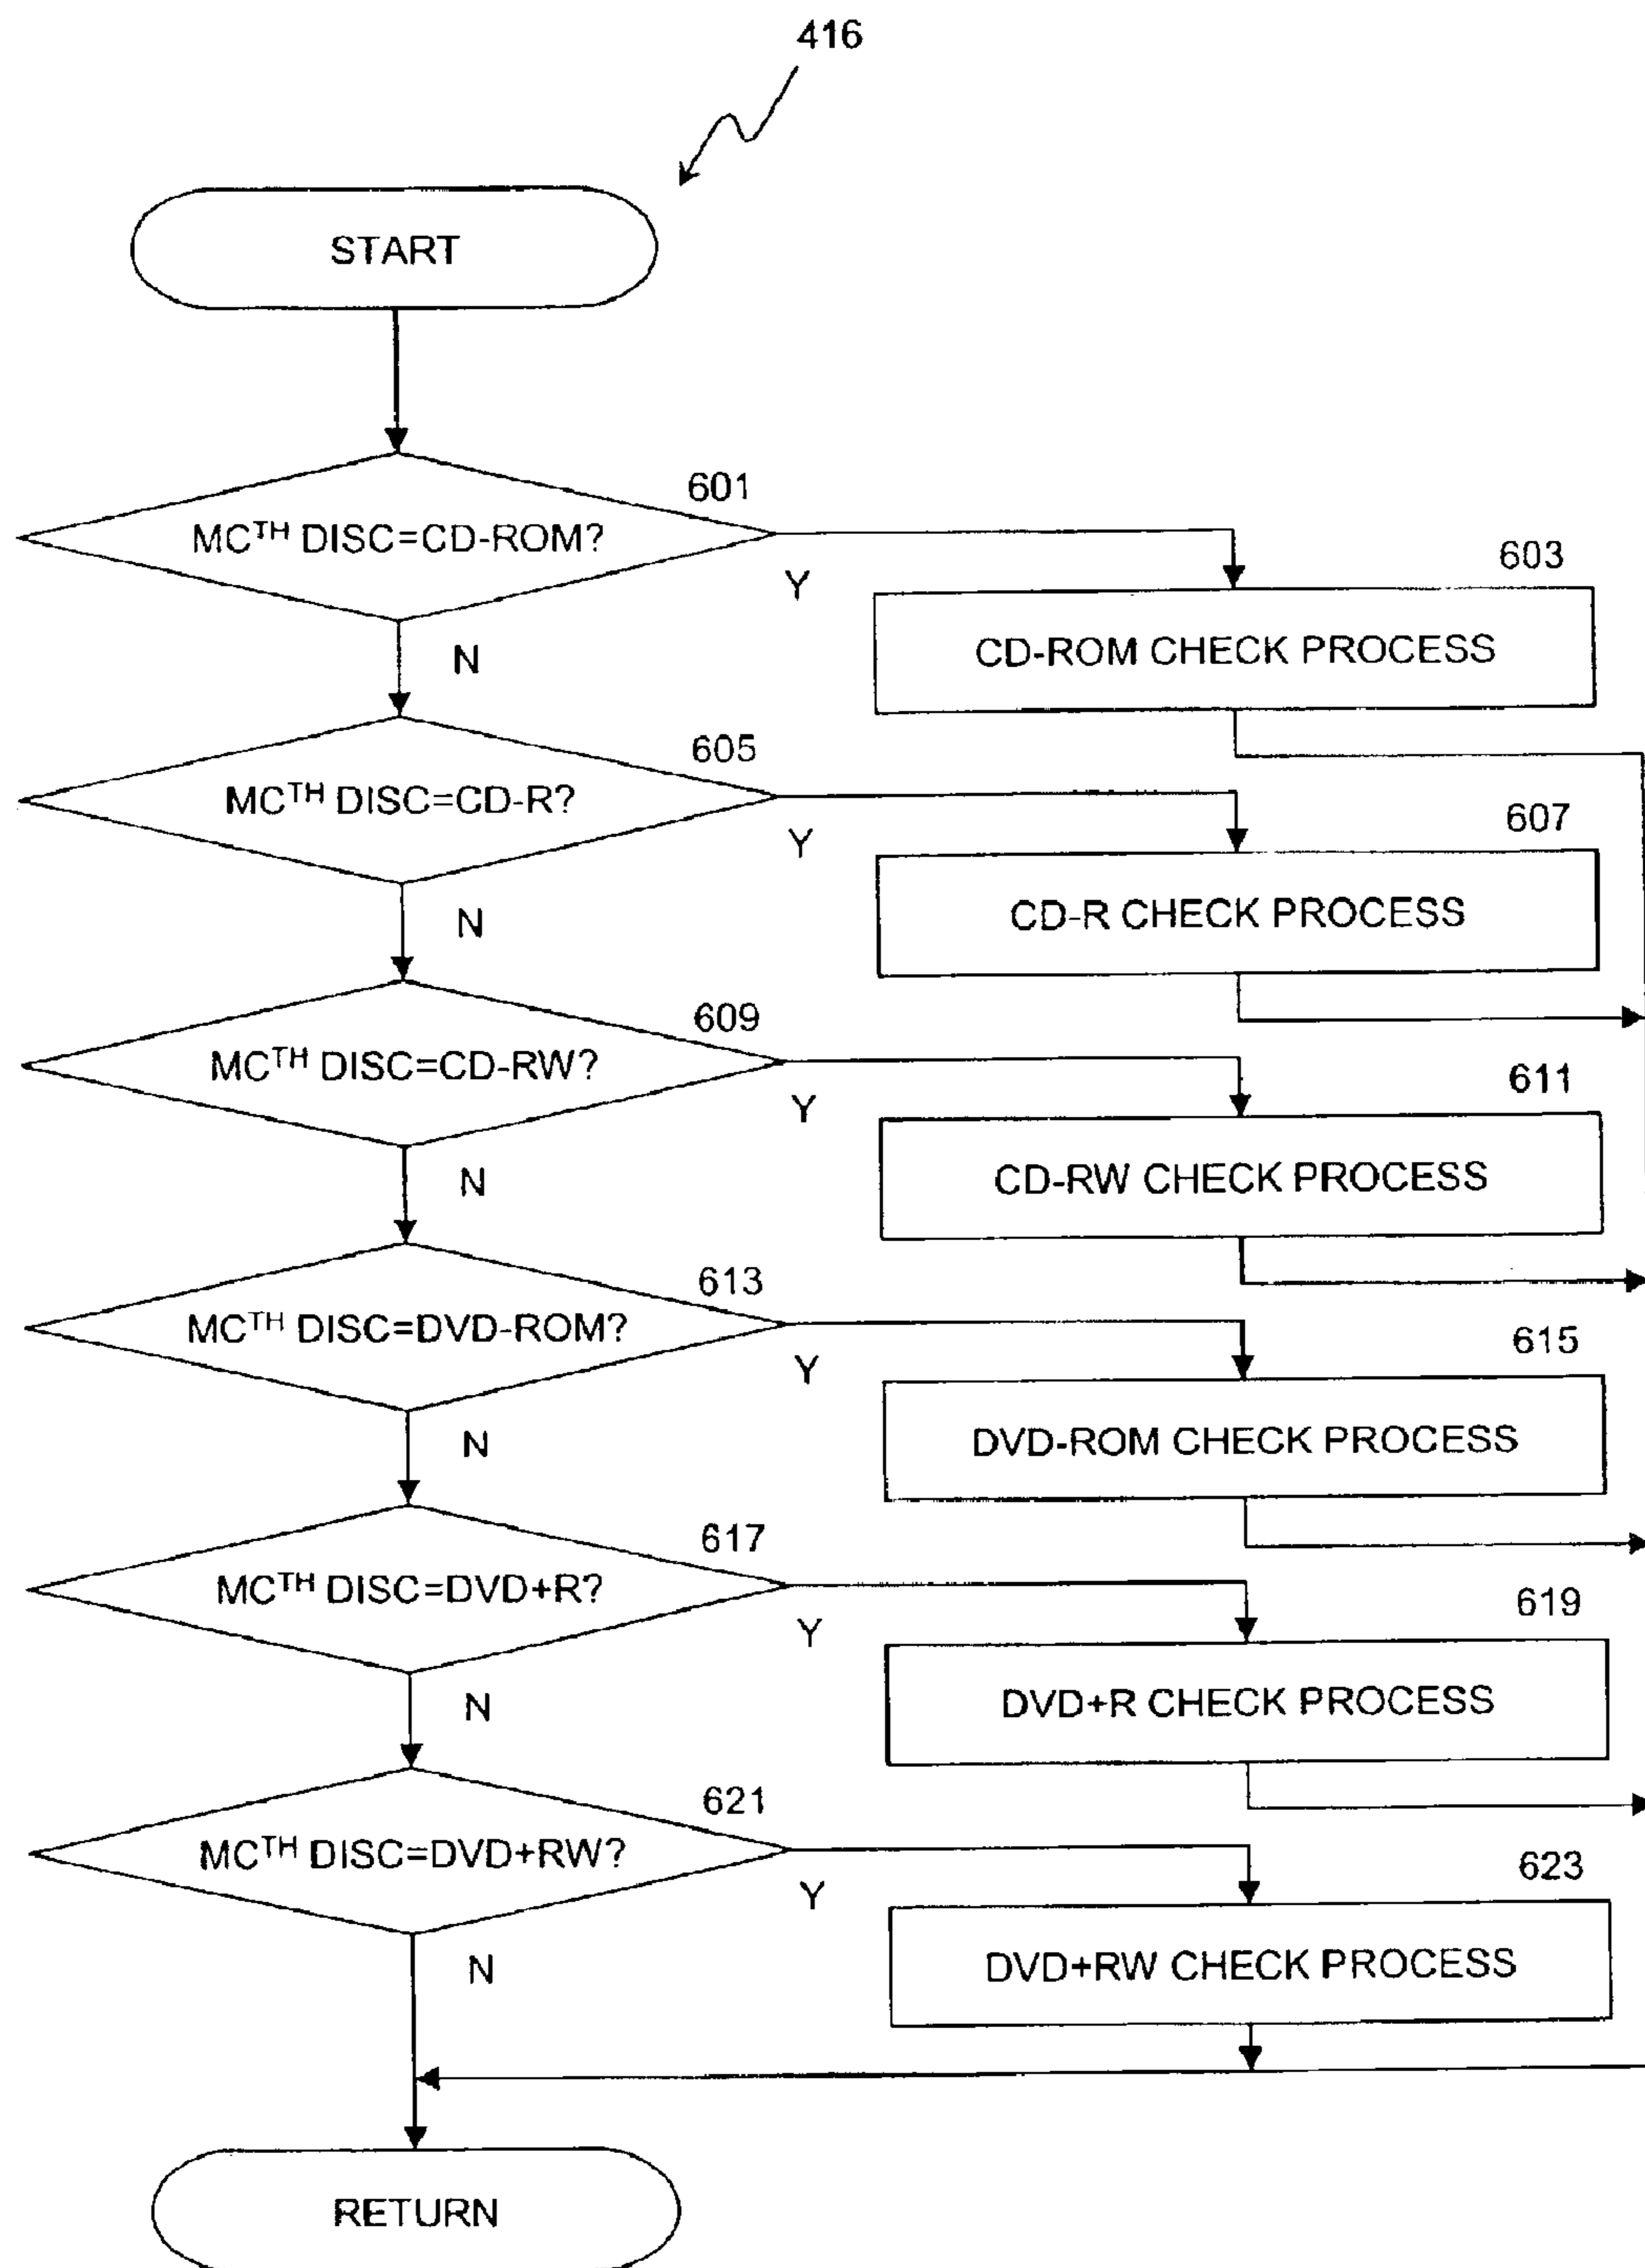 416
START
601
MCTH DISC=CD-ROM?
Y
603
CD-ROM CHECK PROCESS
N
605
MCTH DISC=CD-R?
Y
607
CD-R CHECK PROCESS
N
609
MCTH DISC=CD-RW?
Y
611
CD-RW CHECK PROCESS
N
613
MCTH DISC=DVD-ROM?
Y
615
DVD-ROM CHECK PROCESS
N
617
MCTH DISC=DVD+R?
Y
619
DVD+R CHECK PROCESS
N
621
MCTH DISC=DVD+RW?
Y
623
DVD+RW CHECK PROCESS
N
RETURN